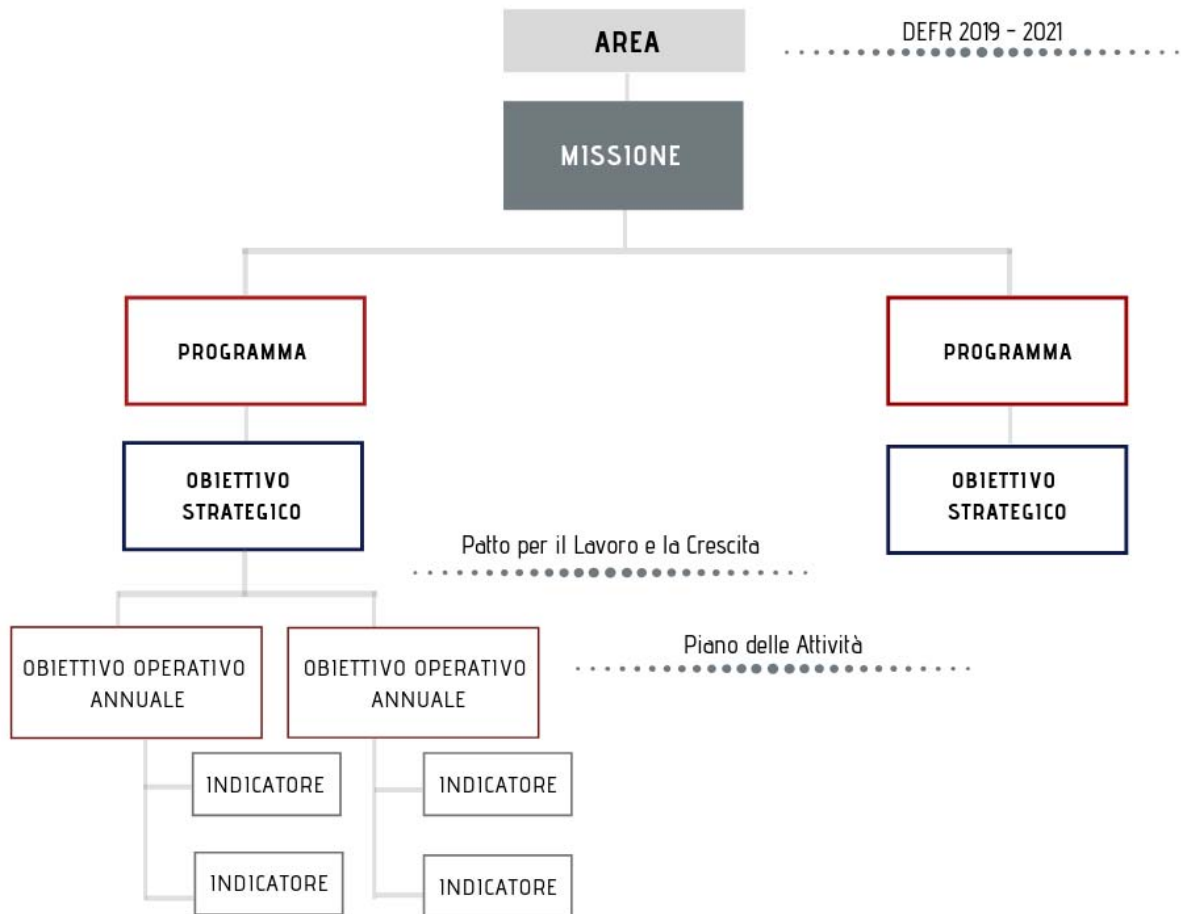 AREA
DEFR 2019 - 2021
MISSIONE
PROGRAMMA
PROGRAMMA
OBIETTIVO
STRATEGICO
OBIETTIVO
STRATEGICO
Patto per il Lavoro e la Crescita
Piano delle Attività
OBIETTIVO OPERATIVO
ANNUALE
OBIETTIVO OPERATIVO
ANNUALE
INDICATORE
INDICATORE
INDICATORE
INDICATORE